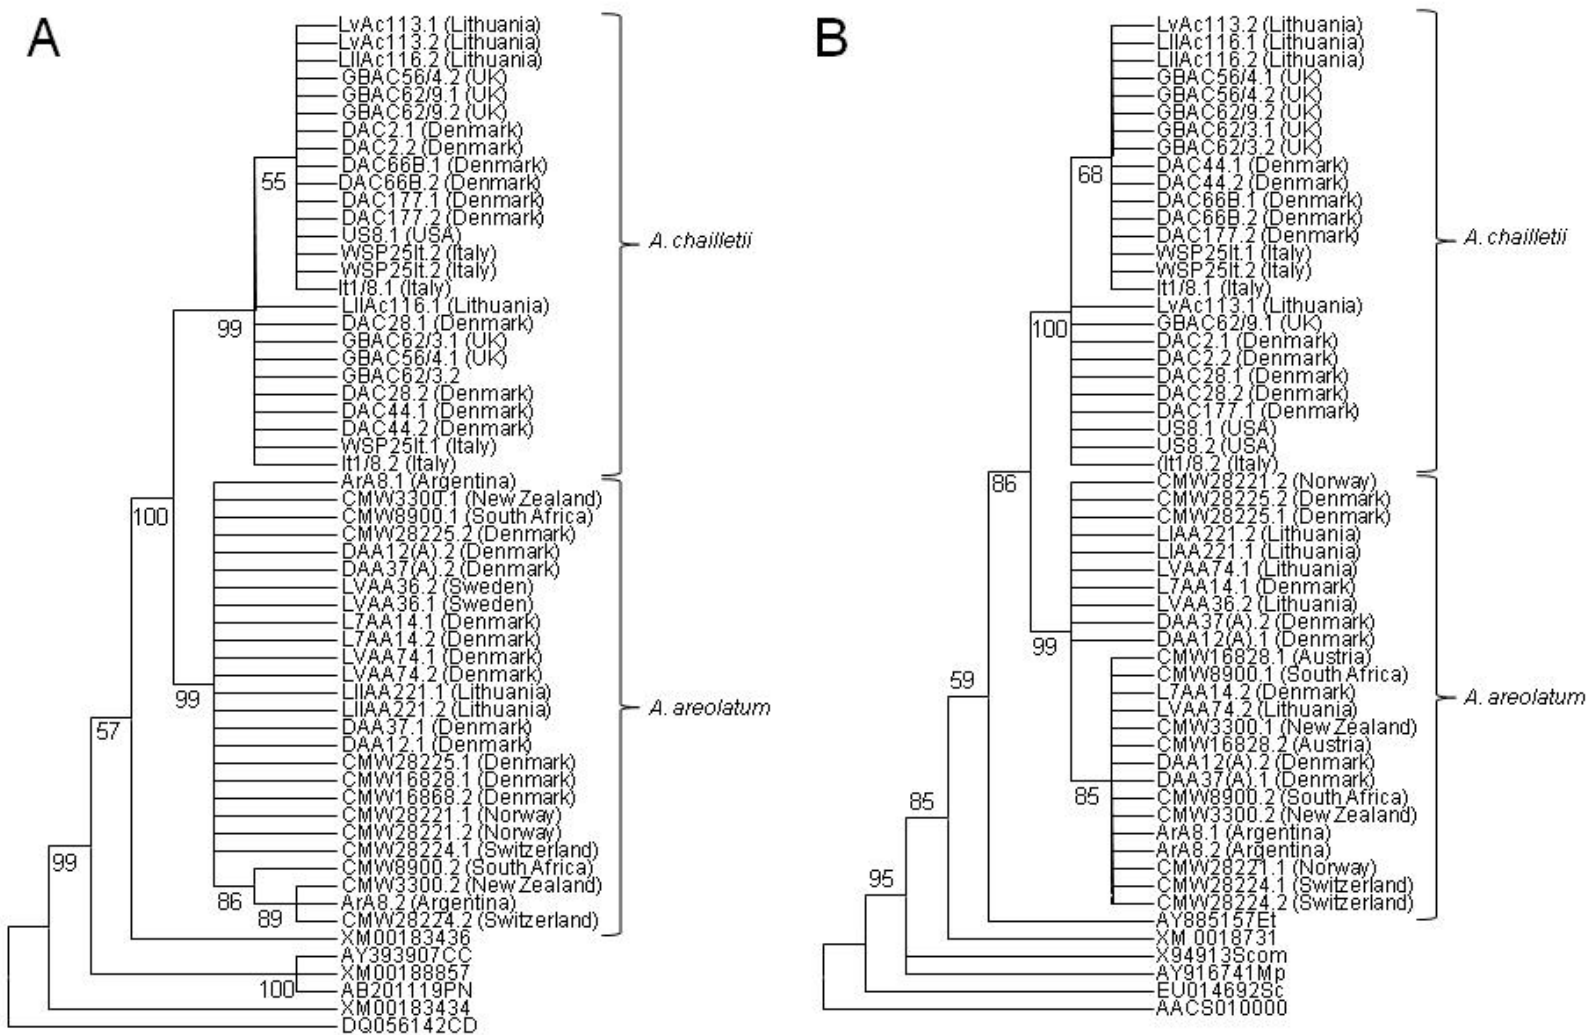 A
LvAc113.1 (Lithuania)
LvAc113.2 (Lithuania)
LIIAc116.2 (Lithuania)
GBAC56/4.2 (UK)
GBAC62/9.1 (UK)
GBAC62/9.2 (UK)
DAC2.1 (Denmark)
DAC2.2 (Denmark)
DAC66B.1 (Denmark)
DAC66B.2 (Denmark)
DAC177.1 (Denmark)
DAC177.2 (Denmark)
US8.1 (USA)
WSP25It.2 (Italy)
WSP25It.2 (Italy)
It1/8.1 (Italy)
LIIAc116.1 (Lithuania)
DAC28.1 (Denmark)
GBAC62/3.1 (UK)
GBAC56/4.1 (UK)
GBAC62/3.2
DAC28.2 (Denmark)
DAC44.1 (Denmark)
DAC44.2 (Denmark)
WSP25It.1 (Italy)
It1/8.2 (Italy)
ArA8.1 (Argentina)
CMW3300.1 (New Zealand)
CMW8900.1 (South Africa)
CMW28225.2 (Denmark)
DAA12(A).2 (Denmark)
DAA37(A).2 (Denmark)
LVAA36.2 (Sweden)
LVAA36.1 (Sweden)
L7AA14.1 (Denmark)
L7AA14.2 (Denmark)
LVAA74.1 (Denmark)
LVAA74.2 (Denmark)
LIIAA221.1 (Lithuania)
LIIAA221.2 (Lithuania)
DAA37.1 (Denmark)
DAA12.1 (Denmark)
CMW28225.1 (Denmark)
CMW16828.1 (Denmark)
CMW16868.2 (Denmark)
CMW28221.1 (Norway)
CMW28221.2 (Norway)
CMW28224.1 (Switzerland)
CMW8900.2 (South Africa)
CMW3300.2 (New Zealand)
ArA8.2 (Argentina)
CMW28224.2 (Switzerland)
XM00183436
AY393907CC
XM00188857
AB201119PN
XM00183434
DQ056142CD
55
99
100
99
57
86
89
99
100
A. chailletii
A. areolatum
B
LvAc113.2 (Lithuania)
LIIAc116.1 (Lithuania)
LIIAc116.2 (Lithuania)
GBAC56/4.1 (UK)
GBAC56/4.2 (UK)
GBAC62/9.2 (UK)
GBAC62/3.1 (UK)
GBAC62/3.2 (UK)
DAC44.1 (Denmark)
DAC44.2 (Denmark)
DAC66B.1 (Denmark)
DAC66B.2 (Denmark)
DAC177.2 (Denmark)
WSP25It.1 (Italy)
WSP25It.2 (Italy)
It1/8.1 (Italy)
LvAc113.1 (Lithuania)
GBAC62/9.1 (UK)
DAC2.1 (Denmark)
DAC2.2 (Denmark)
DAC28.1 (Denmark)
DAC28.2 (Denmark)
DAC177.1 (Denmark)
US8.1 (USA)
US8.2 (USA)
(It1/8.2 (Italy)
CMW28221.2 (Norway)
CMW28225.2 (Denmark)
CMW28225.1 (Denmark)
LIAA221.2 (Lithuania)
LIAA221.1 (Lithuania)
LVAA74.1 (Lithuania)
L7AA14.1 (Denmark)
LVAA36.2 (Lithuania)
DAA37(A).2 (Denmark)
DAA12(A).1 (Denmark)
CMW16828.1 (Austria)
CMW8900.1 (South Africa)
L7AA14.2 (Denmark)
LVAA74.2 (Lithuania)
CMW3300.1 (New Zealand)
CMW16828.2 (Austria)
DAA12(A).2 (Denmark)
DAA37(A).1 (Denmark)
CMW8900.2 (South Africa)
CMW3300.2 (New Zealand)
ArA8.1 (Argentina)
ArA8.2 (Argentina)
CMW28221.1 (Norway)
CMW28224.1 (Switzerland)
CMW28224.2 (Switzerland)
AY885157Et
XM 0018731
X94913Scom
AY916741Mp
EU014692Sc
AACS010000
68
100
86
99
59
85
85
95
A. chailletii
A. areolatum